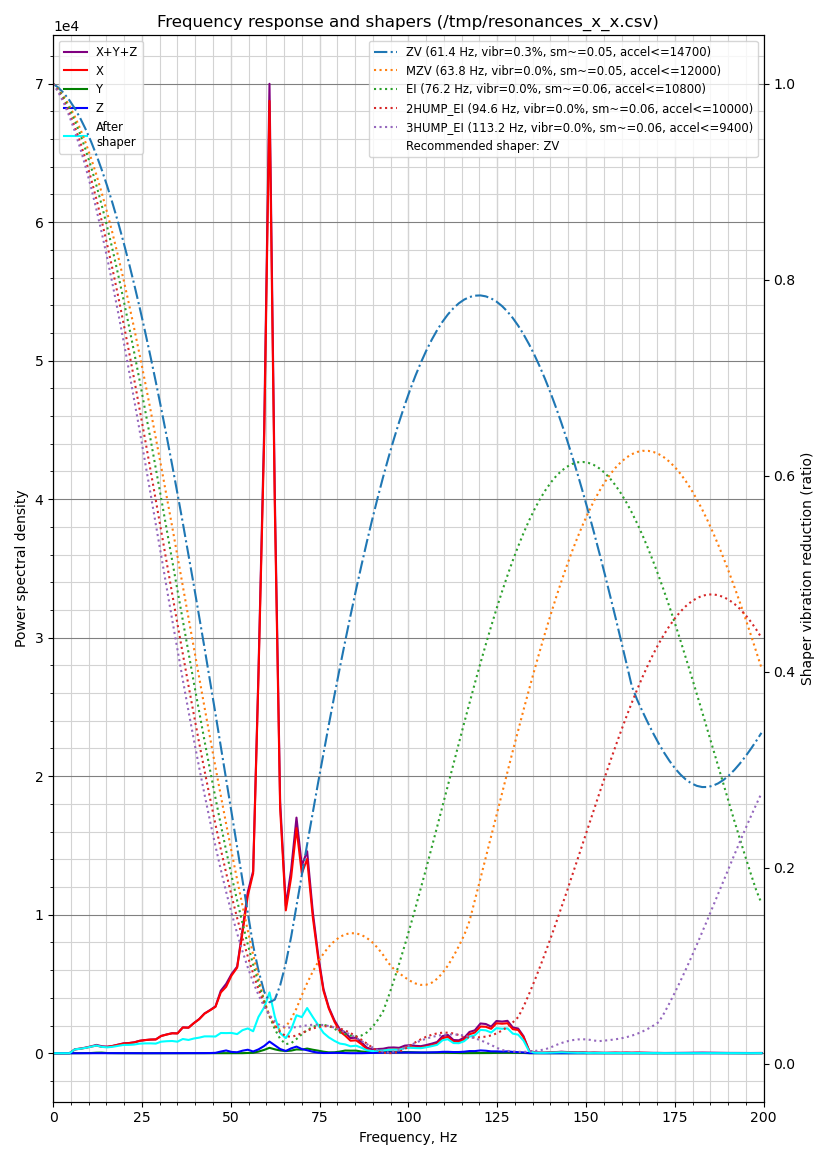 Frequency response and shapers (/tmp/resonances_x_x.csv)
1e4
X+Y+Z
X
Y
Z
After
shaper
ZV (61.4 Hz, vibr=0.3%, sm~=0.05, accel<=14700)
MZV (63.8 Hz, vibr=0.0%, sm~=0.05, accel<=12000)
EI (76.2 Hz, vibr=0.0%, sm~=0.06, accel<=10800)
2HUMP_EI (94.6 Hz, vibr=0.0%, sm~=0.06, accel<=10000)
3HUMP_EI (113.2 Hz, vibr=0.0%, sm~=0.06, accel<=9400)
Recommended shaper: ZV
7
6
5
4
3
2
1
0
Power spectral density
1.0
0.8
0.6
0.4
0.2
0.0
Shaper vibration reduction (ratio)
0 25 50 75 100 125 150 175 200
Frequency, Hz